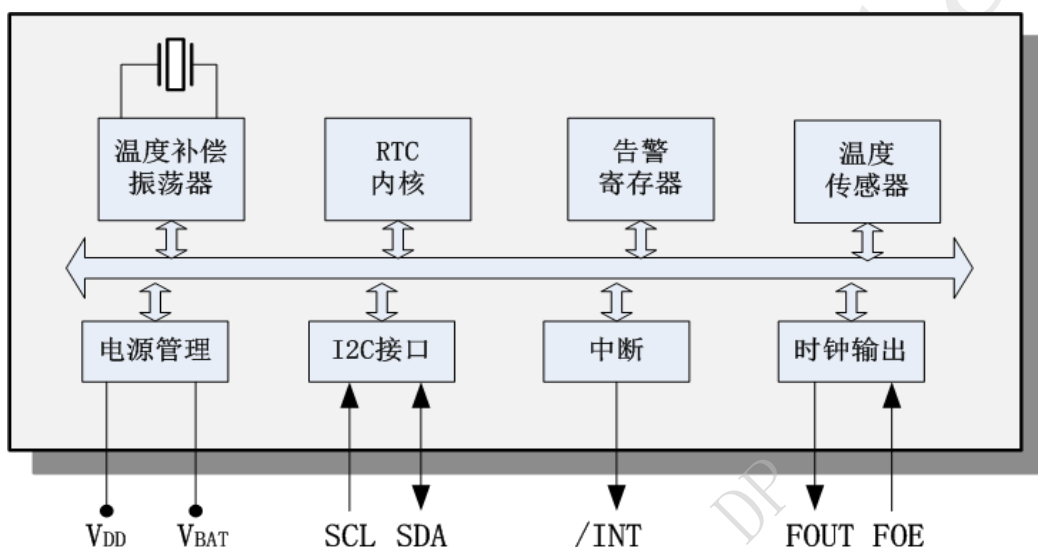 温度补偿
振荡器
RTC
内核
告警
寄存器
温度
传感器
电源管理
I2C接口
中断
时钟输出
VDD VBAT SCL SDA /INT FOUT FOE
DP